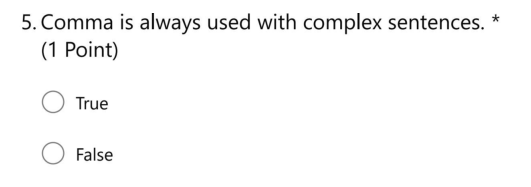 5. Comma is always used with complex sentences. *
(1 Point)
True
False